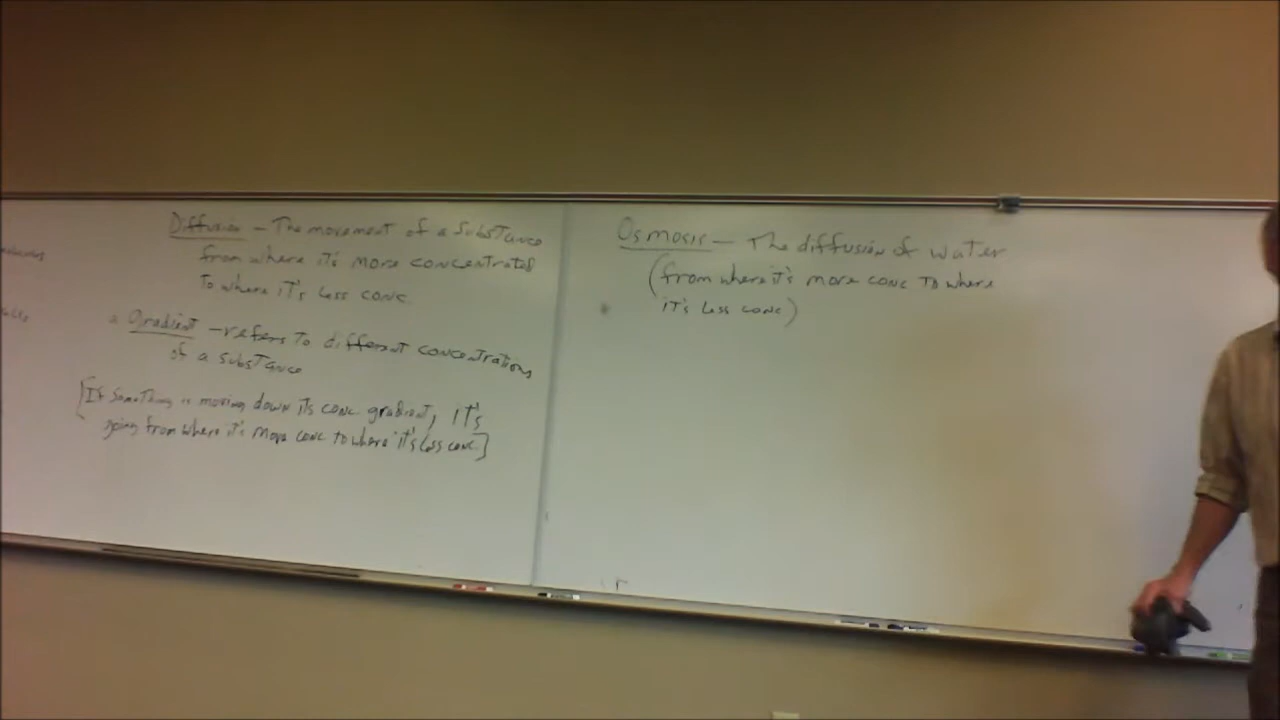 Diffusion - The movement of a substance
from where it's more concentrated
to where it's less conc.
a Gradient - refers to different concentrations
of a substance
[If something is moving down its conc gradient, it's
going from where it's more conc to where it's less conc.]
Osmosis - The diffusion of water
(from where it's more conc to where
it's less conc)